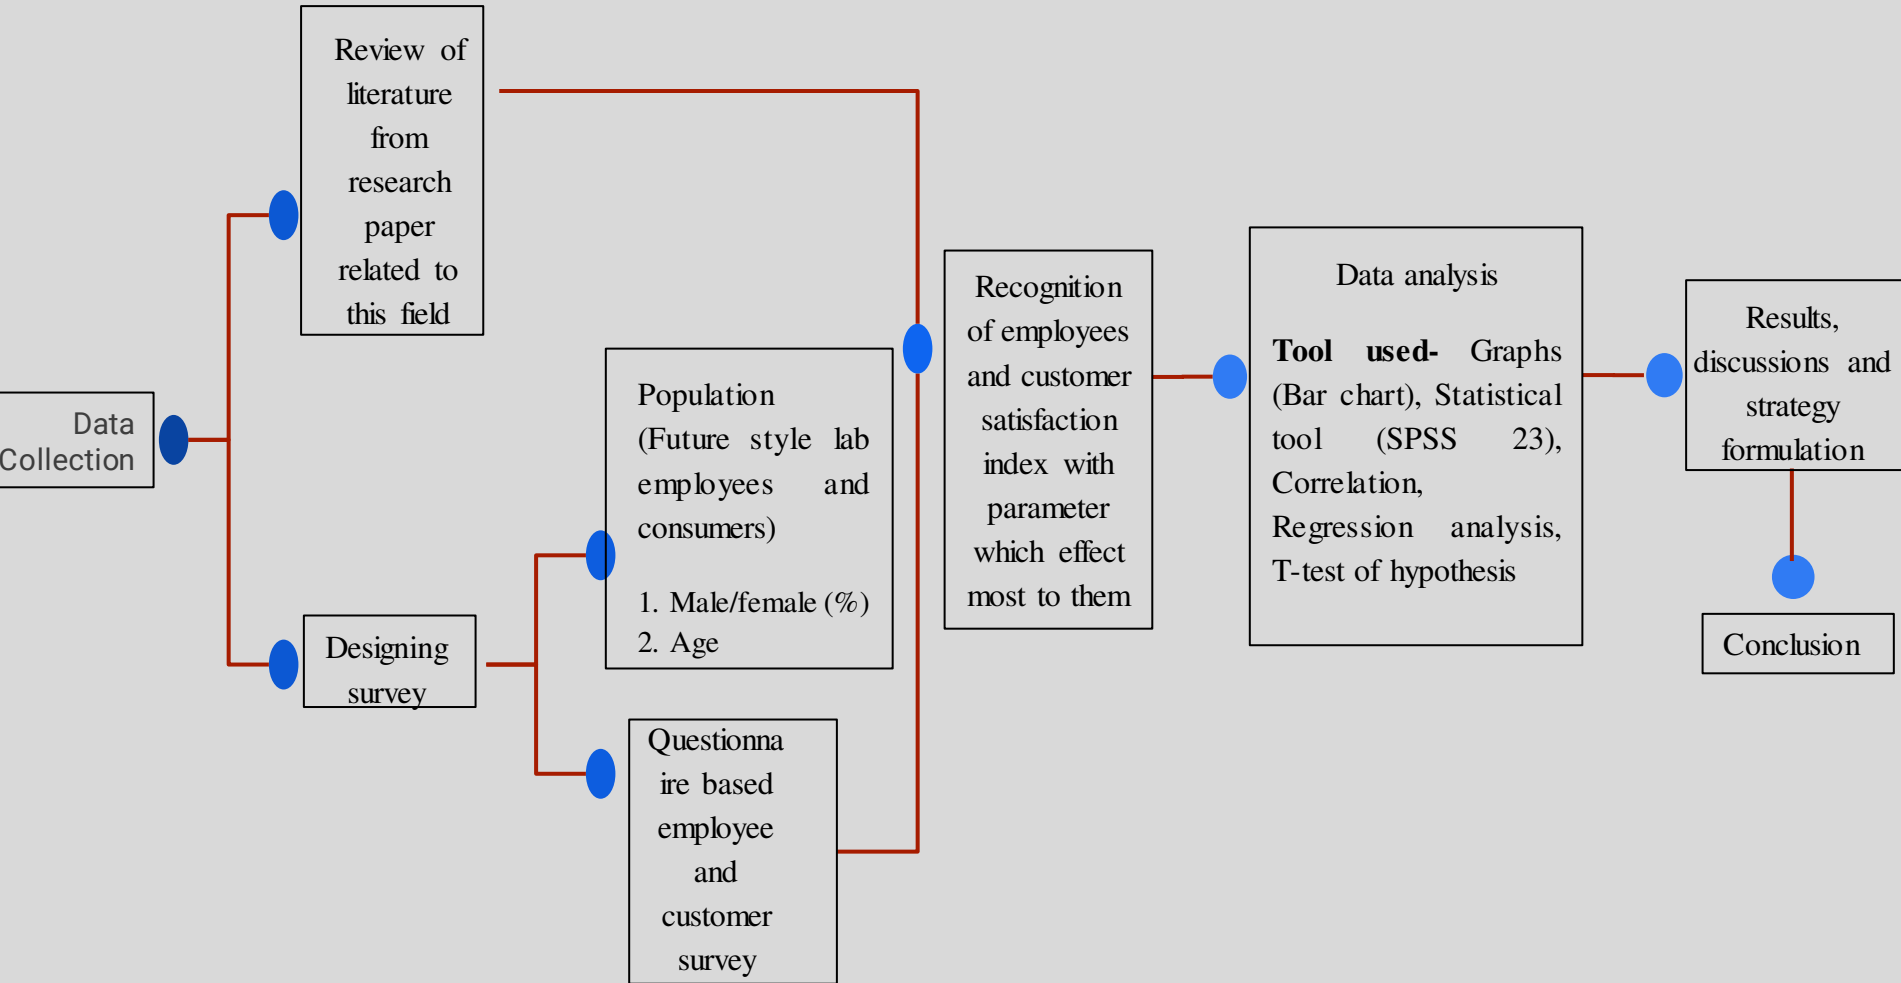 Data
Collection
Review of
literature
from
research
paper
related to
this field
Designing
survey
Population
(Future style lab
employees and
consumers)
1. Male/female (%)
2. Age
Questionna
ire based
employee
and
customer
survey
Recognition
of employees
and customer
satisfaction
index with
parameter
which effect
most to them
Data analysis
Tool used- Graphs
(Bar chart), Statistical
tool (SPSS 23),
Correlation,
Regression analysis,
T-test of hypothesis
Results,
discussions and
strategy
formulation
Conclusion